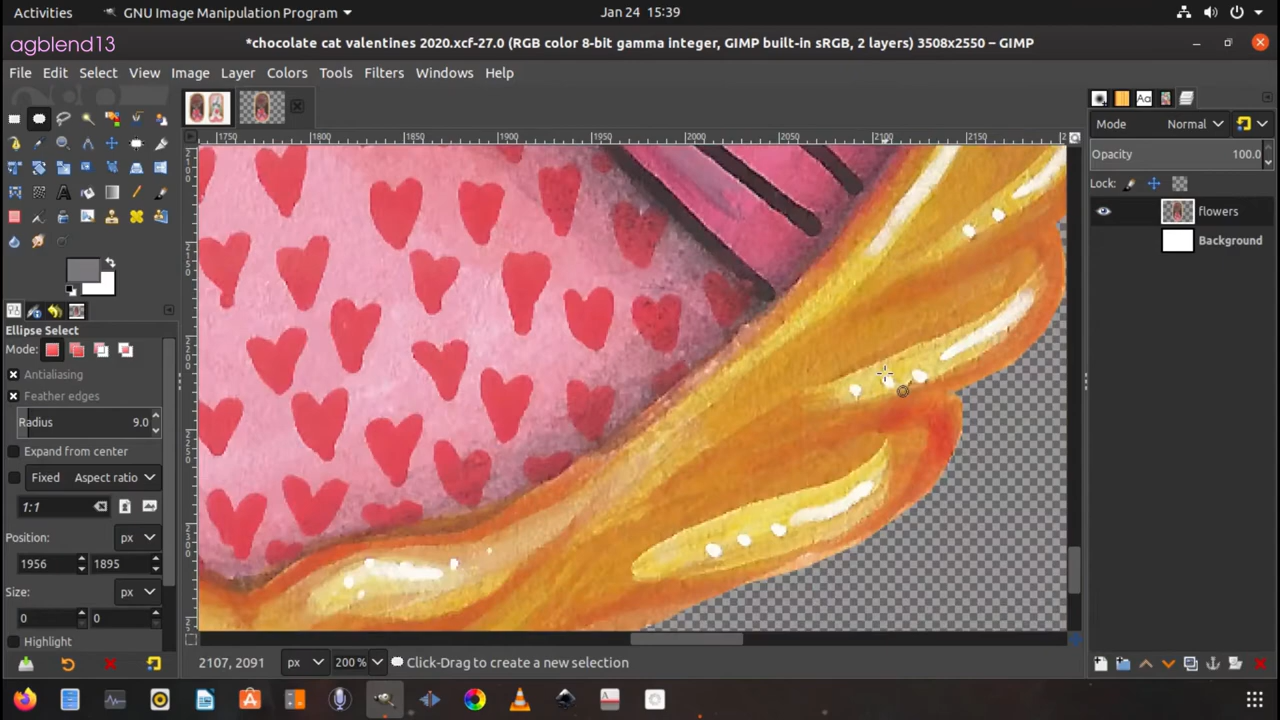 Activities GNU Image Manipulation Program Jan 24 15:39
agblend13 *chocolate cat valentines 2020.xcf-27.0 (RGB color 8-bit gamma integer, GIMP built-in sRGB, 2 layers) 3508x2550 – GIMP
File Edit Select View Image Layer Colors Tools Filters Windows Help
1750 1800 1850 1900 1950 2000 2050 2100 2150
Mode Normal
Opacity 100.0
Lock:
flowers
Background
Ellipse Select
Mode:
Antialiasing
Feather edges
Radius 9.0
Expand from center
Fixed Aspect ratio
1:1
Position: px
1956 1895
Size: px
0 0
Highlight
2107, 2091 px 200 % Click-Drag to create a new selection